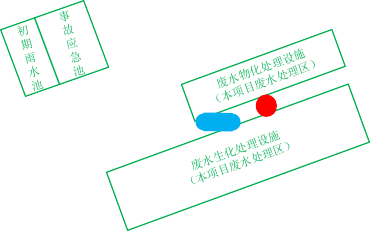 初期雨水池
事故应急池
废水物化处理设施
（本项目废水处理区）
废水生化处理设施
（本项目废水处理区）